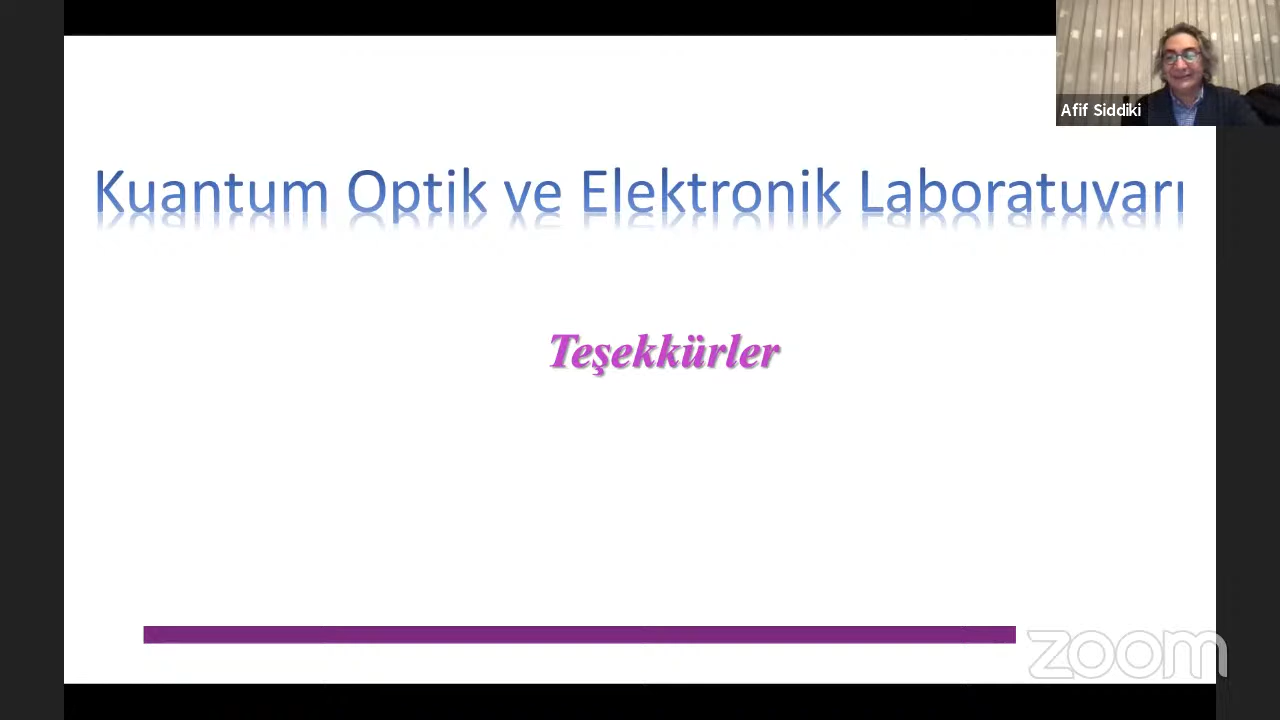 Afif Siddiki
Kuantum Optik ve Elektronik Laboratuvarı
Teşekkürler
zoom